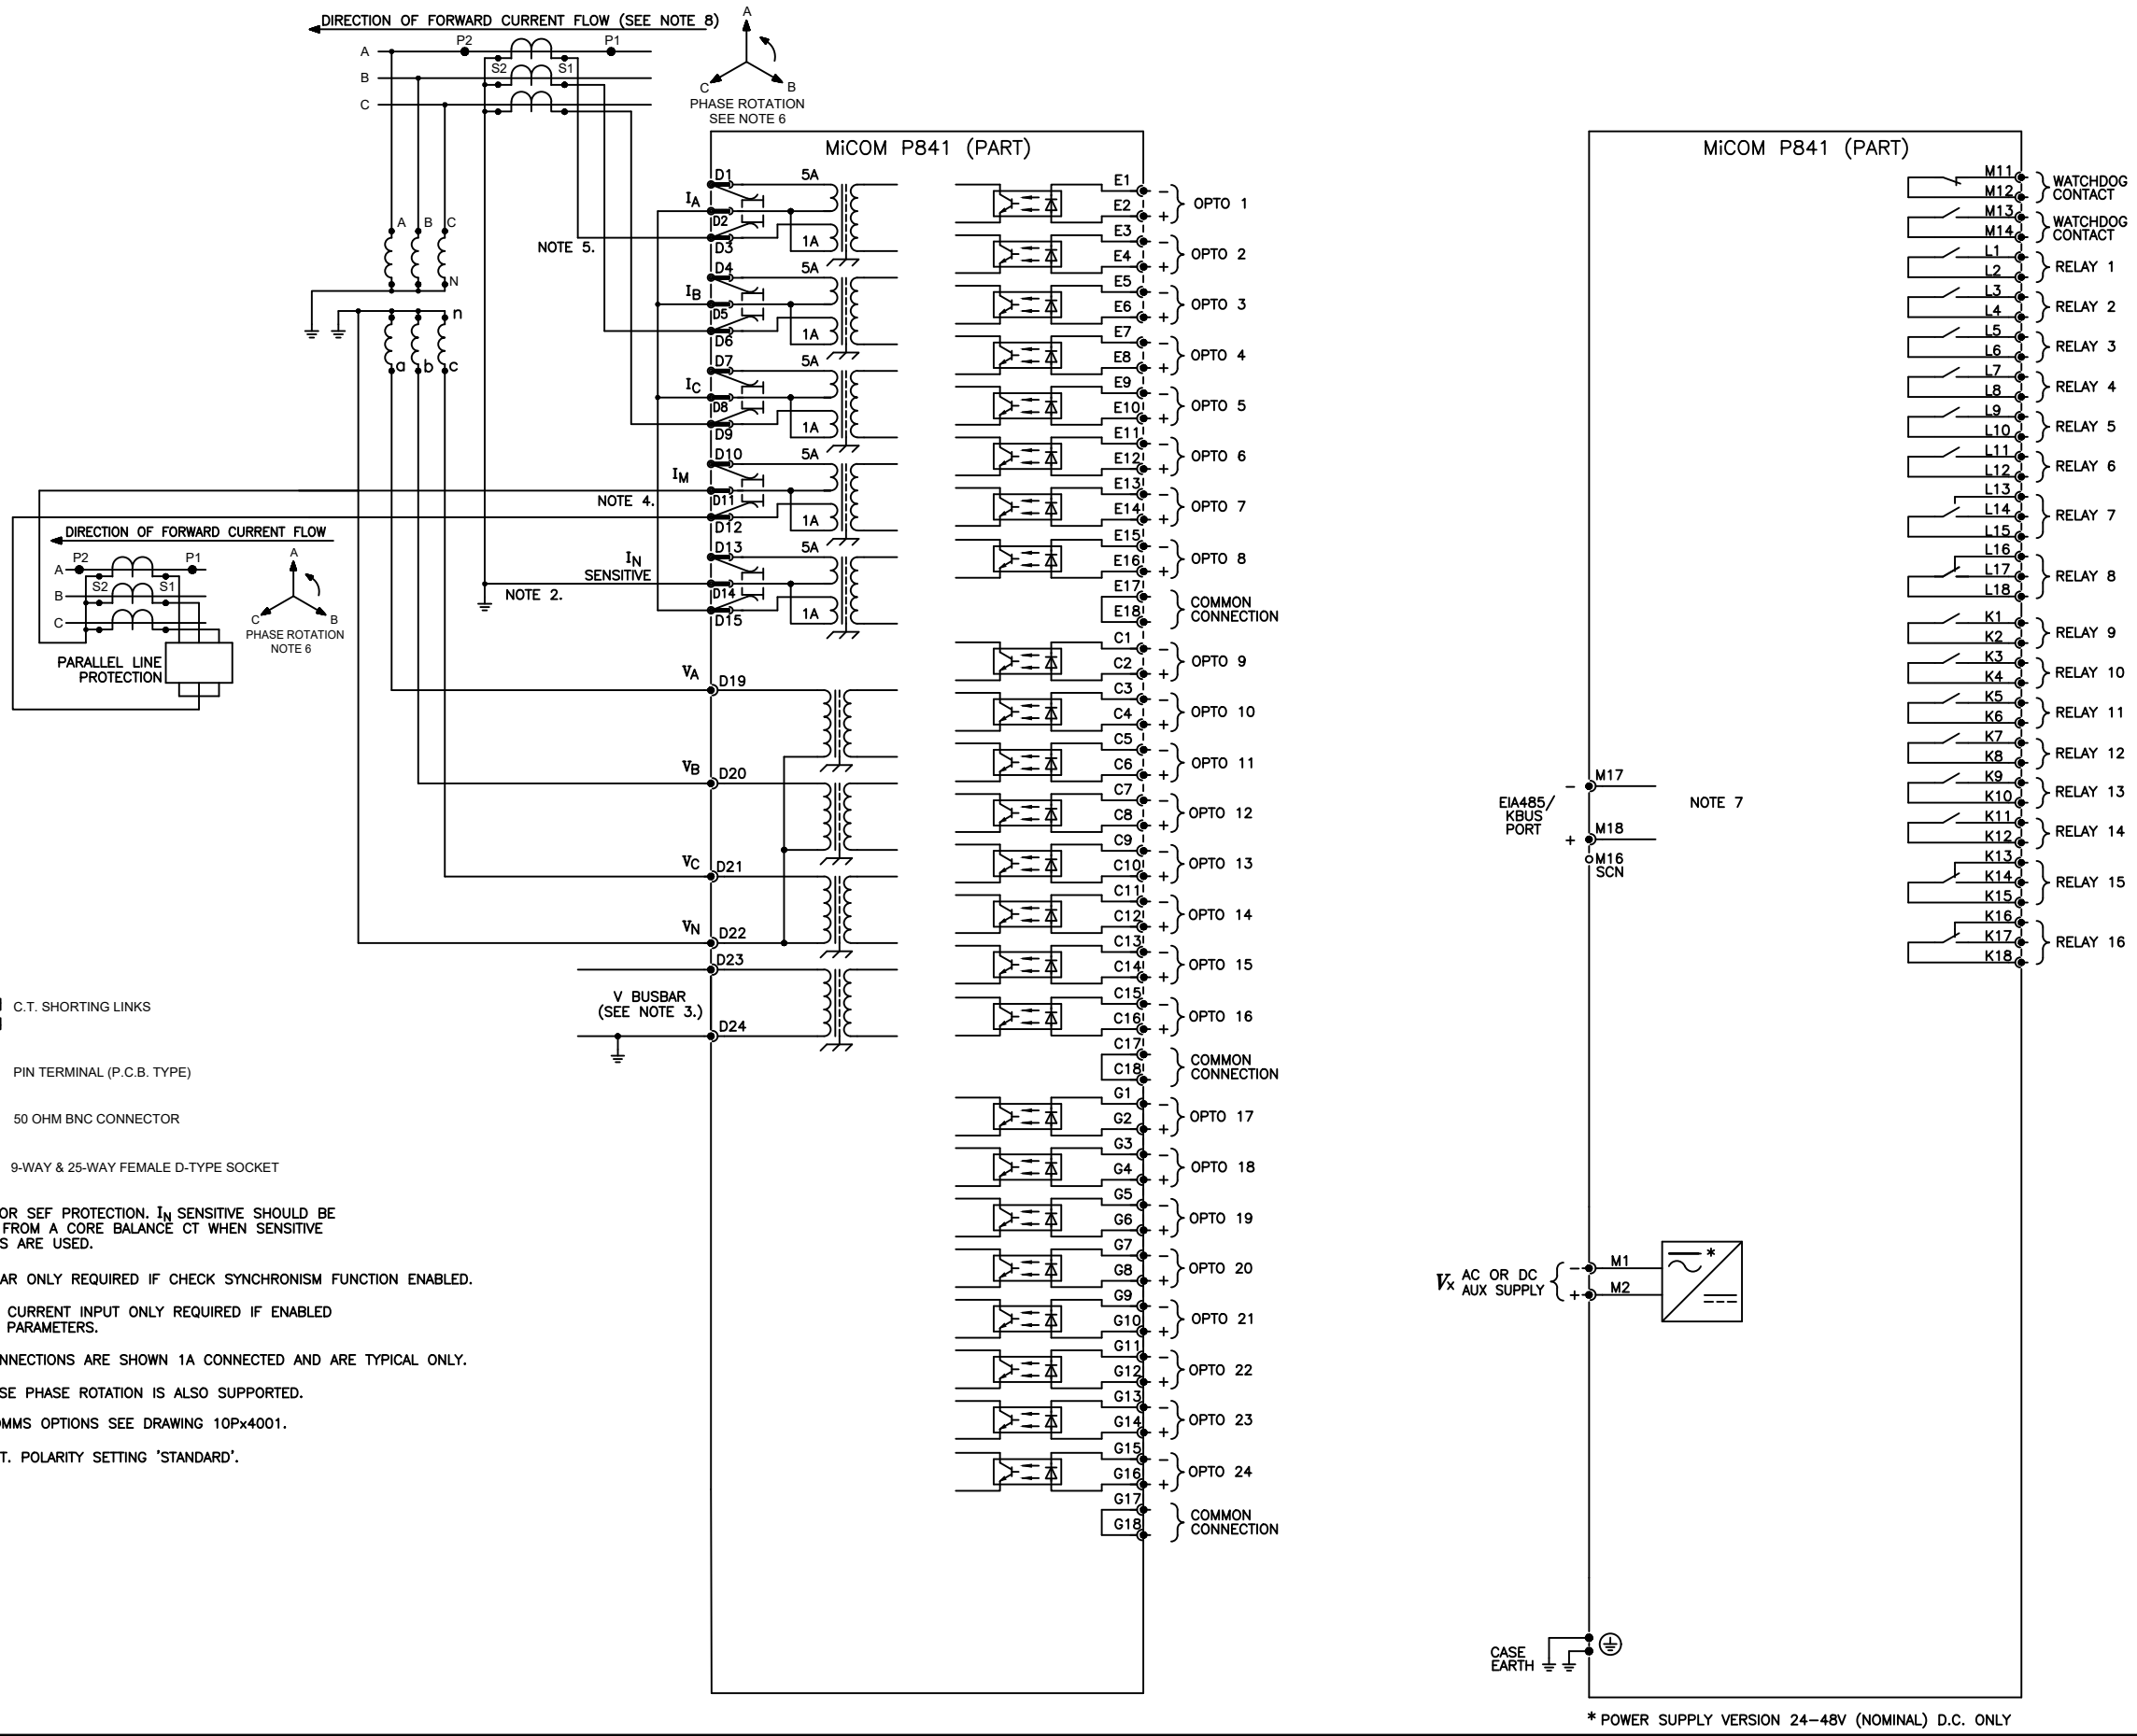 DIRECTION OF FORWARD CURRENT FLOW (SEE NOTE 8)
A
P2
P1
A
S2
S1
B
C
C
B
PHASE ROTATION
SEE NOTE 6
A
B
C
N
n
a
b
c
DIRECTION OF FORWARD CURRENT FLOW
P2
P1
A
A
S2
S1
B
C
C
B
PHASE ROTATION
NOTE 6
PARALLEL LINE
PROTECTION
MiCOM P841 (PART)
D1
5A
IA
D2
D3
1A
NOTE 5.
D4
5A
IB
D5
D6
1A
D7
5A
IC
D8
D9
1A
D10
5A
IM
NOTE 4.
D11
D12
1A
D13
5A
IN
SENSITIVE
NOTE 2.
D14
D15
1A
VA
D19
VB
D20
VC
D21
VN
D22
D23
V BUSBAR
(SEE NOTE 3.)
D24
E1 −
E2 +
OPTO 1
E3 −
E4 +
OPTO 2
E5 −
E6 +
OPTO 3
E7 −
E8 +
OPTO 4
E9 −
E10 +
OPTO 5
E11 −
E12 +
OPTO 6
E13 −
E14 +
OPTO 7
E15 −
E16 +
OPTO 8
E17
E18
COMMON
CONNECTION
C1 −
C2 +
OPTO 9
C3 −
C4 +
OPTO 10
C5 −
C6 +
OPTO 11
C7 −
C8 +
OPTO 12
C9 −
C10 +
OPTO 13
C11 −
C12 +
OPTO 14
C13 −
C14 +
OPTO 15
C15 −
C16 +
OPTO 16
C17
C18
COMMON
CONNECTION
G1 −
G2 +
OPTO 17
G3 −
G4 +
OPTO 18
G5 −
G6 +
OPTO 19
G7 −
G8 +
OPTO 20
G9 −
G10 +
OPTO 21
G11 −
G12 +
OPTO 22
G13 −
G14 +
OPTO 23
G15 −
G16 +
OPTO 24
G17
G18
COMMON
CONNECTION
C.T. SHORTING LINKS
PIN TERMINAL (P.C.B. TYPE)
50 OHM BNC CONNECTOR
9-WAY & 25-WAY FEMALE D-TYPE SOCKET
OR SEF PROTECTION. IN SENSITIVE SHOULD BE
FROM A CORE BALANCE CT WHEN SENSITIVE
S ARE USED.
AR ONLY REQUIRED IF CHECK SYNCHRONISM FUNCTION ENABLED.
CURRENT INPUT ONLY REQUIRED IF ENABLED
PARAMETERS.
NNECTIONS ARE SHOWN 1A CONNECTED AND ARE TYPICAL ONLY.
SE PHASE ROTATION IS ALSO SUPPORTED.
OMMS OPTIONS SEE DRAWING 10Px4001.
T. POLARITY SETTING 'STANDARD'.
MiCOM P841 (PART)
M11
M12
WATCHDOG
CONTACT
M13
M14
WATCHDOG
CONTACT
L1
L2
RELAY 1
L3
L4
RELAY 2
L5
L6
RELAY 3
L7
L8
RELAY 4
L9
L10
RELAY 5
L11
L12
RELAY 6
L13
L14
L15
RELAY 7
L16
L17
L18
RELAY 8
K1
K2
RELAY 9
K3
K4
RELAY 10
K5
K6
RELAY 11
K7
K8
RELAY 12
K9
K10
RELAY 13
K11
K12
RELAY 14
K13
K14
K15
RELAY 15
K16
K17
K18
RELAY 16
− M17
EIA485/
KBUS
PORT
NOTE 7
+ M18
M16
SCN
Vx AC OR DC
AUX SUPPLY
− M1
+ M2
*
CASE
EARTH
* POWER SUPPLY VERSION 24−48V (NOMINAL) D.C. ONLY